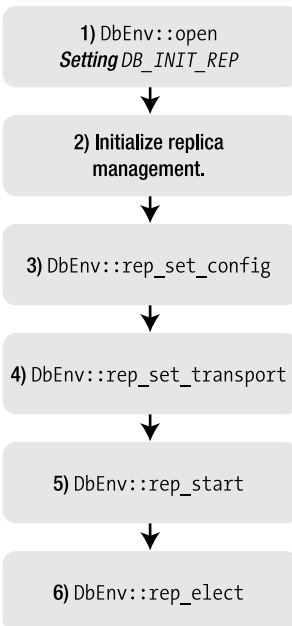 1) DbEnv::open
Setting DB_INIT_REP
2) Initialize replica
management.
3) DbEnv::rep_set_config
4) DbEnv::rep_set_transport
5) DbEnv::rep_start
6) DbEnv::rep_elect